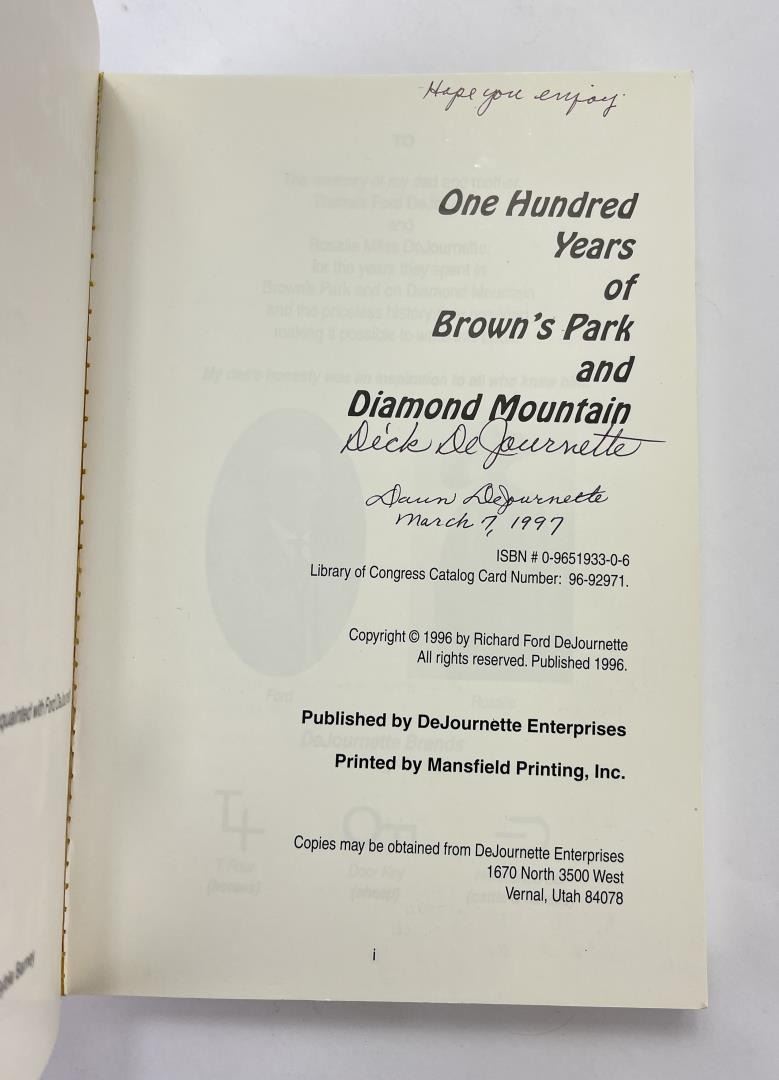 Hope you enjoy
One Hundred
Years
of
Brown's Park
and
Diamond Mountain
Dick DeJournette
Daun DeJournette
March 7, 1997
ISBN # 0-9651933-0-6
Library of Congress Catalog Card Number: 96-92971.
Copyright © 1996 by Richard Ford DeJournette
All rights reserved. Published 1996.
Published by DeJournette Enterprises
Printed by Mansfield Printing, Inc.
Copies may be obtained from DeJournette Enterprises
1670 North 3500 West
Vernal, Utah 84078
i